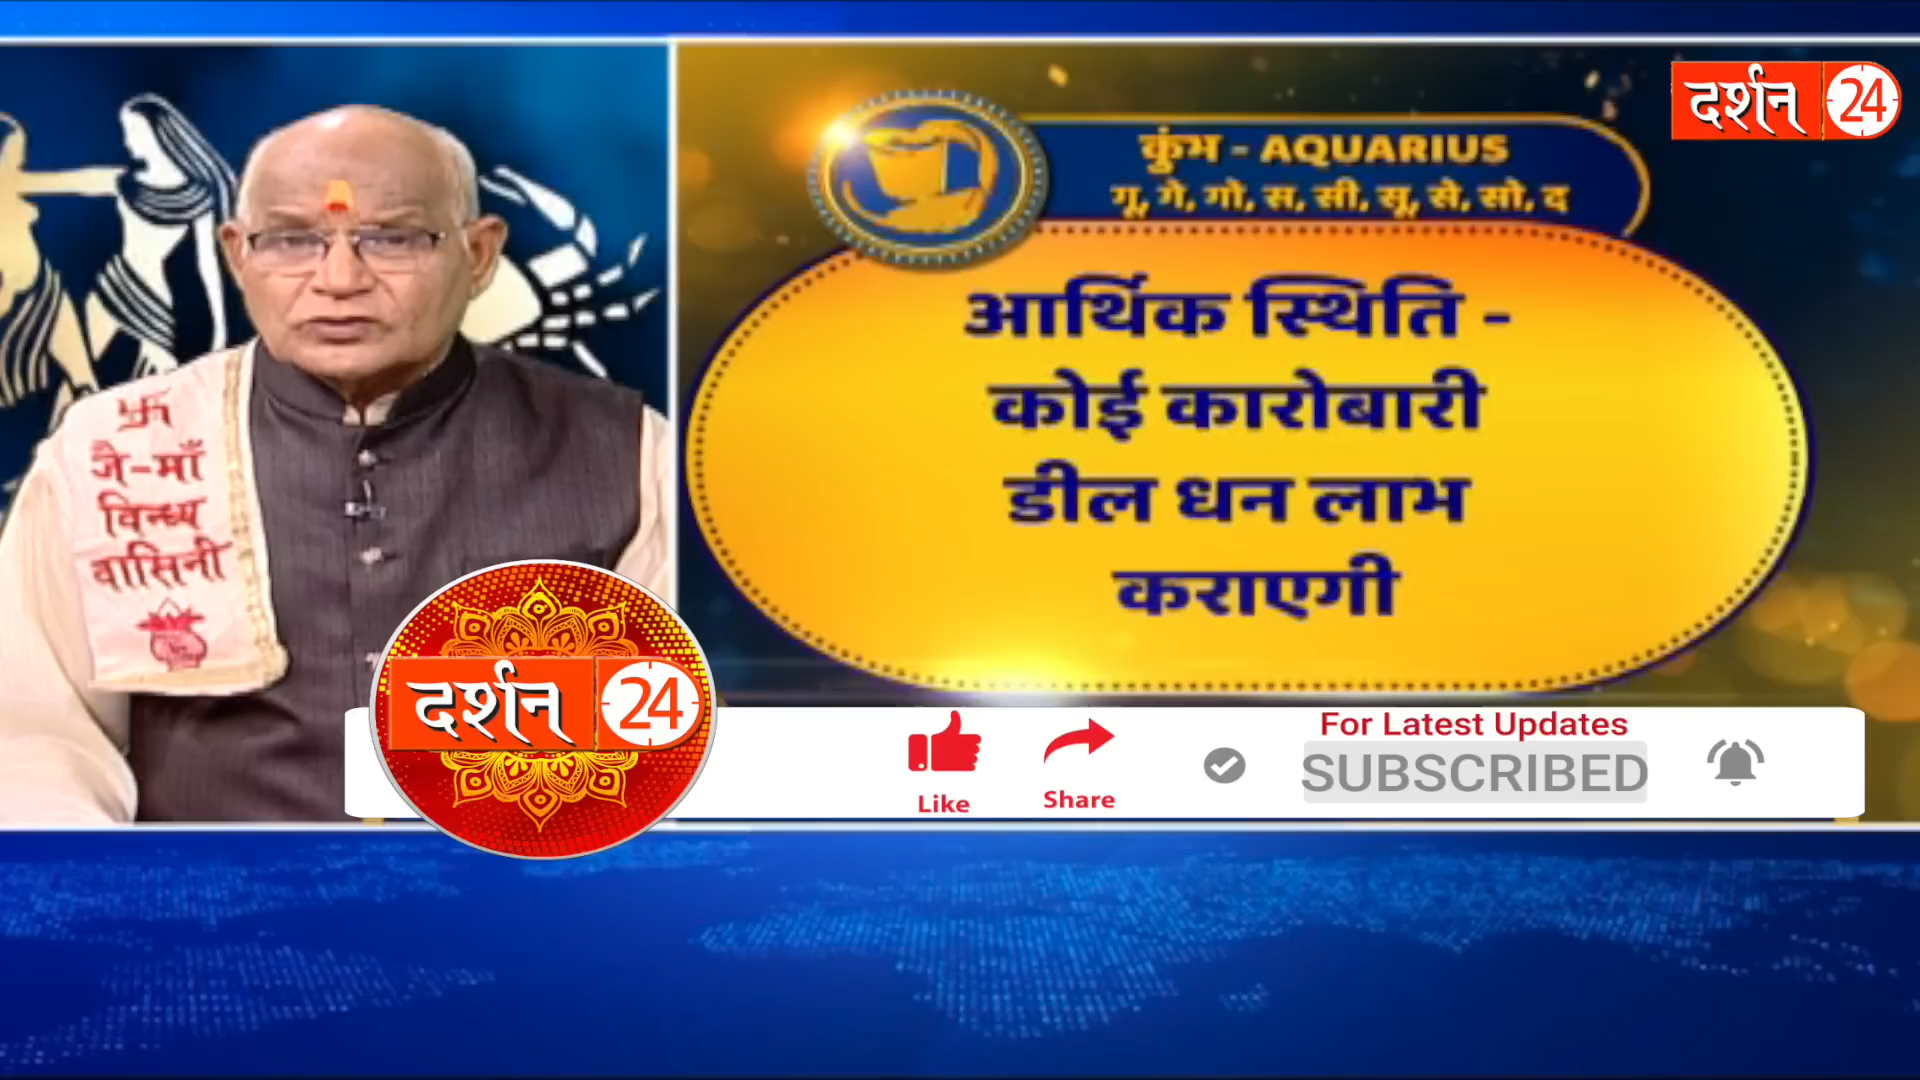 दर्शन 24
कुंभ - AQUARIUS
गू, गे, गो, स, सी, सू, से, सो, द
आर्थिक स्थिति -
कोई कारोबारी
डील धन लाभ
कराएगी
जै-माँ
विन्ध्य
वासिनी
दर्शन 24
Like
Share
For Latest Updates
SUBSCRIBED